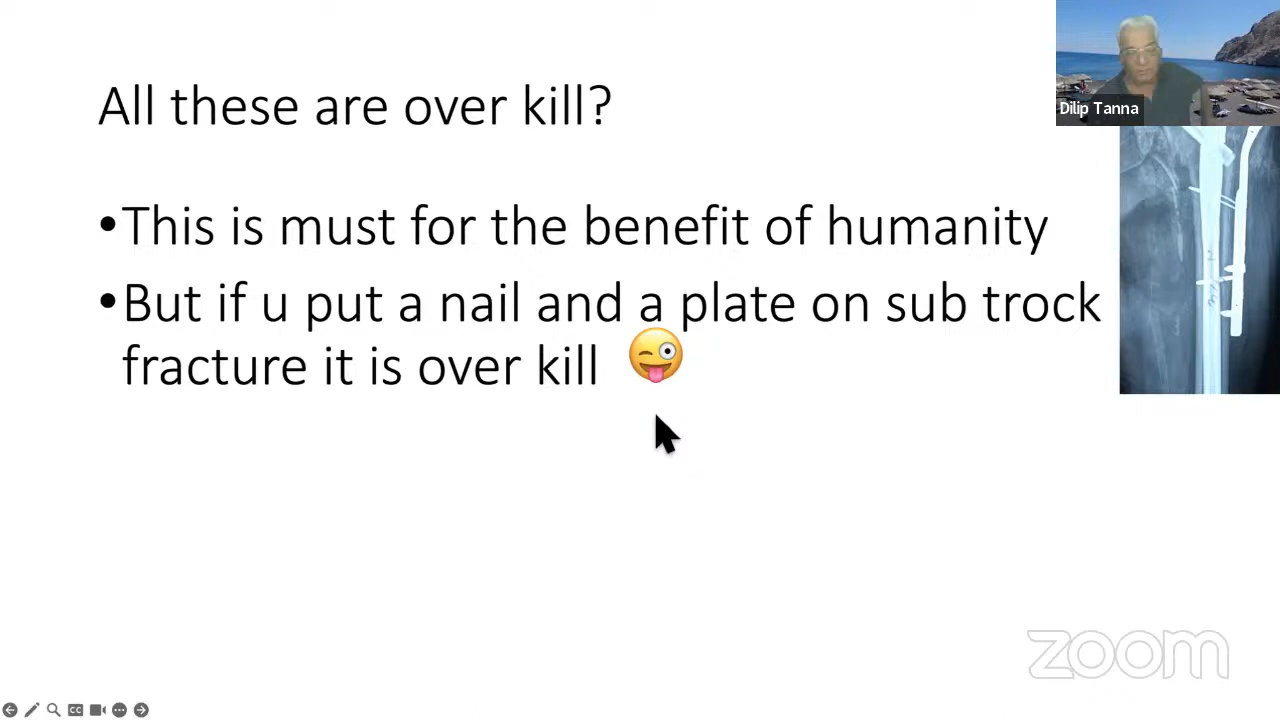 All these are over kill?
Dilip Tanna
•This is must for the benefit of humanity
•But if u put a nail and a plate on sub trock
fracture it is over kill
zoom
CC